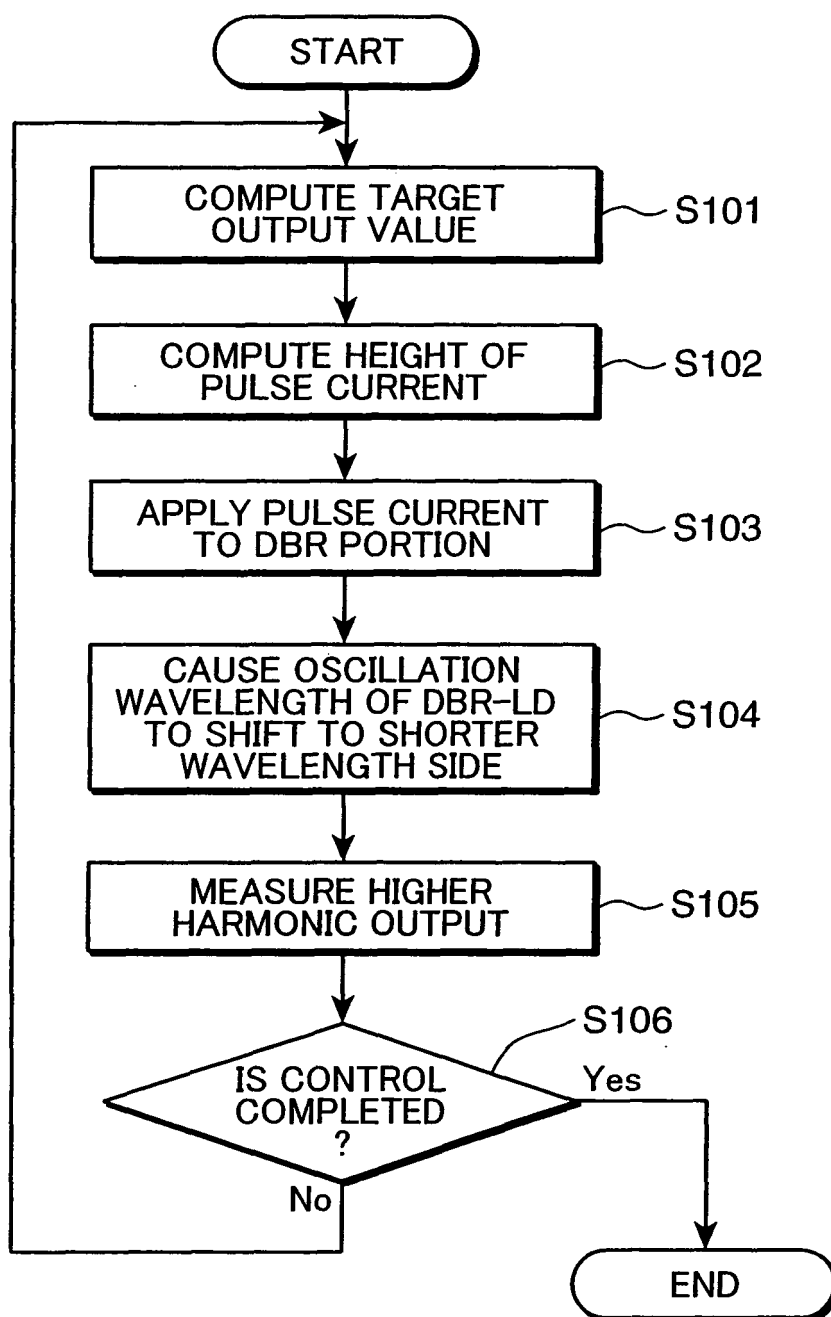 START
COMPUTE TARGET
OUTPUT VALUE
S101
COMPUTE HEIGHT OF
PULSE CURRENT
S102
APPLY PULSE CURRENT
TO DBR PORTION
S103
CAUSE OSCILLATION
WAVELENGTH OF DBR-LD
TO SHIFT TO SHORTER
WAVELENGTH SIDE
S104
MEASURE HIGHER
HARMONIC OUTPUT
S105
S106
IS CONTROL
COMPLETED
?
Yes
No
END